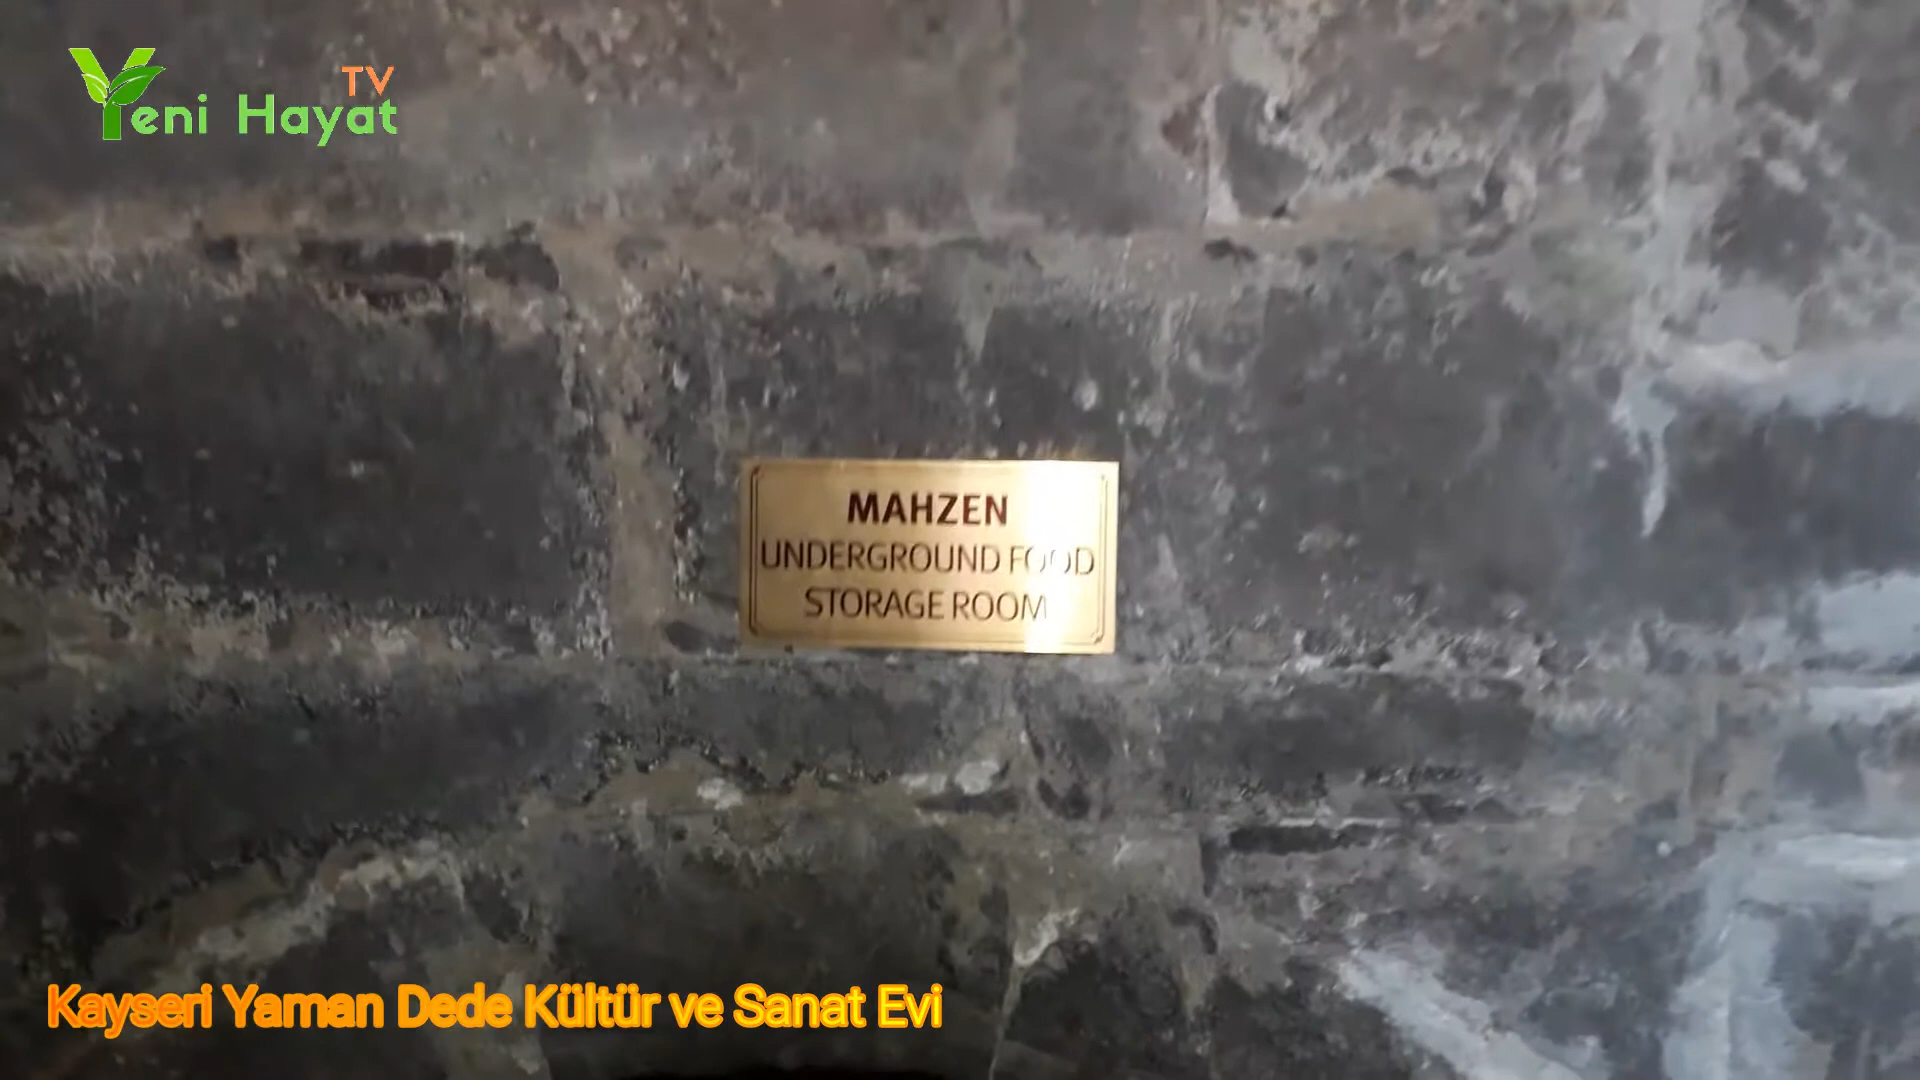 TV
Yeni Hayat
MAHZEN
UNDERGROUND FOOD
STORAGE ROOM
Kayseri Yaman Dede Kültür ve Sanat Evi